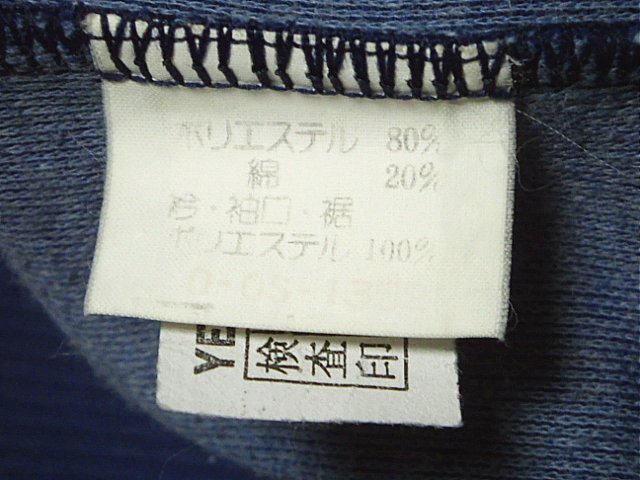 ポリエステル 80%
綿 20%
衿・袖口・裾
ポリエステル 100%
YE
検査印